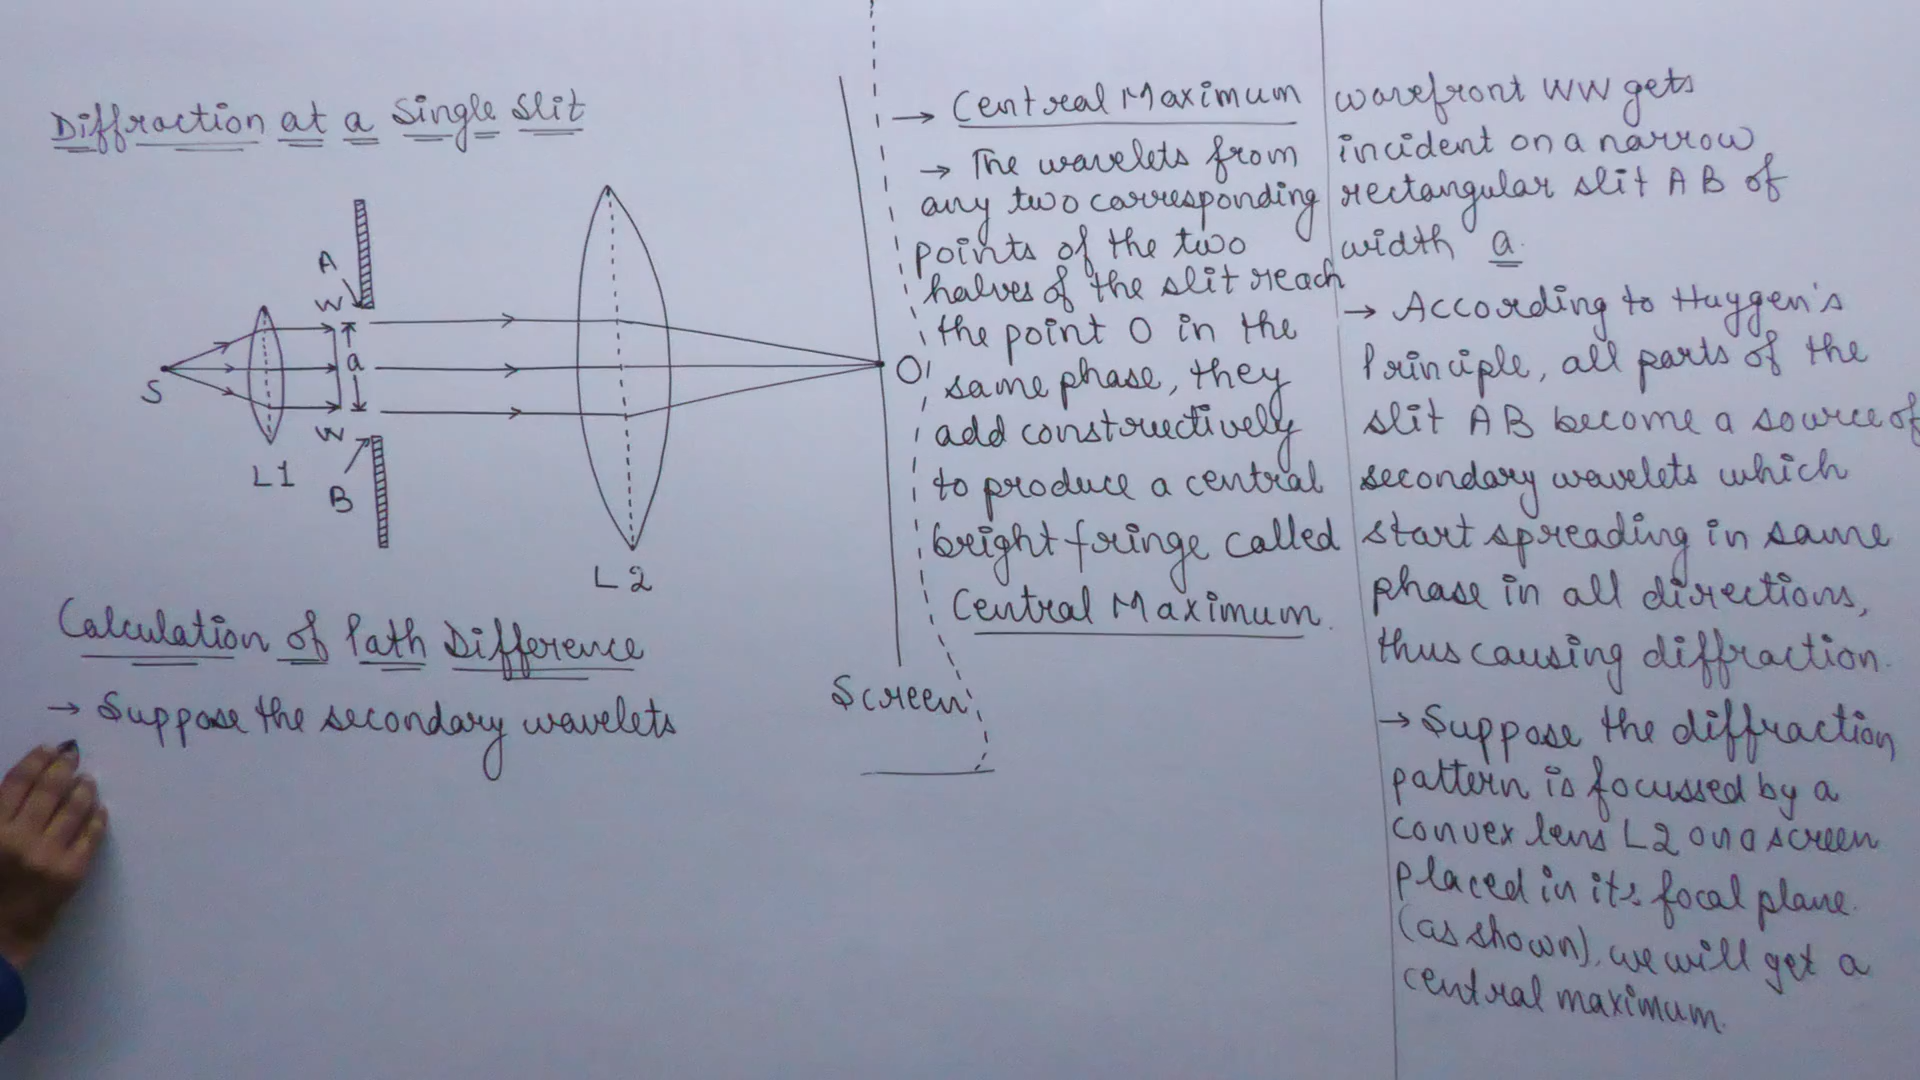 Diffraction at a Single Slit
A
W
a
S
W
L1
B
L2
O
Screen
Calculation of Path Difference
→ Suppose the secondary wavelets
→ Central Maximum
→ The wavelets from
any two corresponding
points of the two
halves of the slit reach
the point O in the
same phase, they
add constructively
to produce a central
bright fringe called
Central Maximum.
wavefront WW gets
incident on a narrow
rectangular slit AB of
width a.
→ According to Huygen's
Principle, all parts of the
slit AB become a source of
secondary wavelets which
start spreading in same
phase in all directions,
thus causing diffraction.
→ Suppose the diffraction
pattern is focussed by a
convex lens L2 on a screen
placed in its focal plane.
(as shown), we will get a
central maximum.